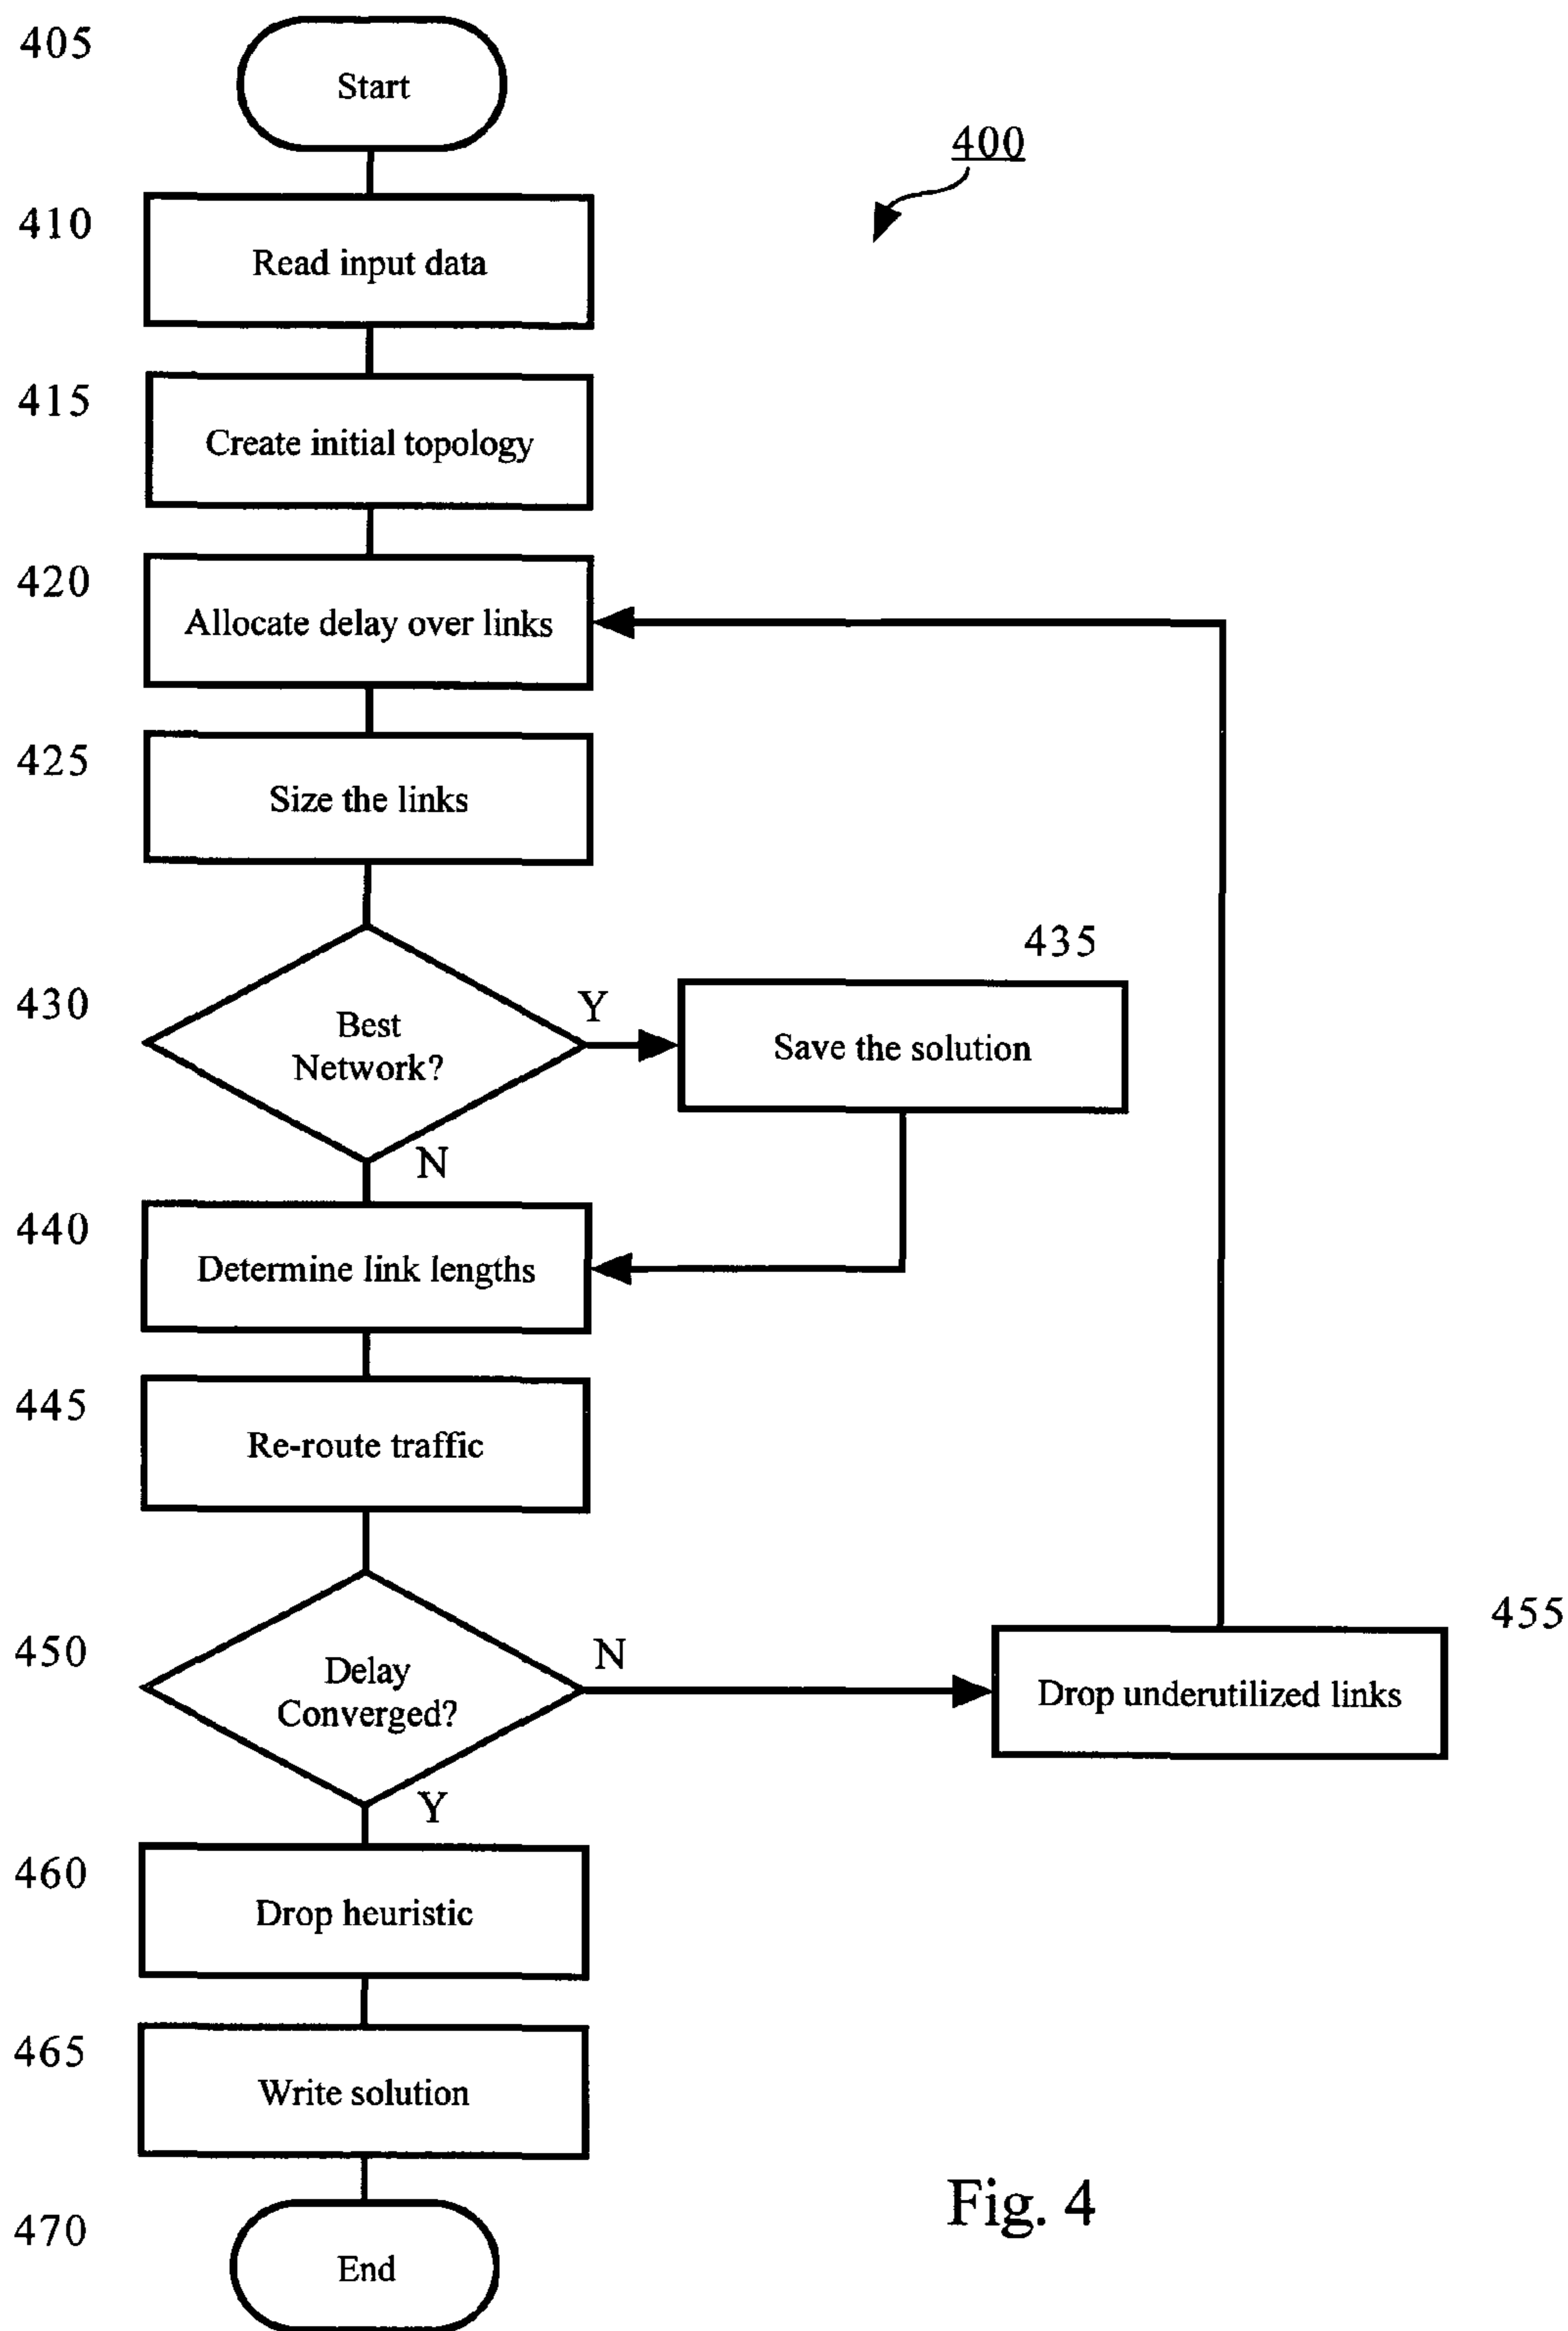 405
Start
400
410
Read input data
415
Create initial topology
420
Allocate delay over links
425
Size the links
435
430
Best
Network?
Y
Save the solution
N
440
Determine link lengths
445
Re-route traffic
455
450
Delay
Converged?
N
Drop underutilized links
Y
460
Drop heuristic
465
Write solution
470
End
Fig. 4